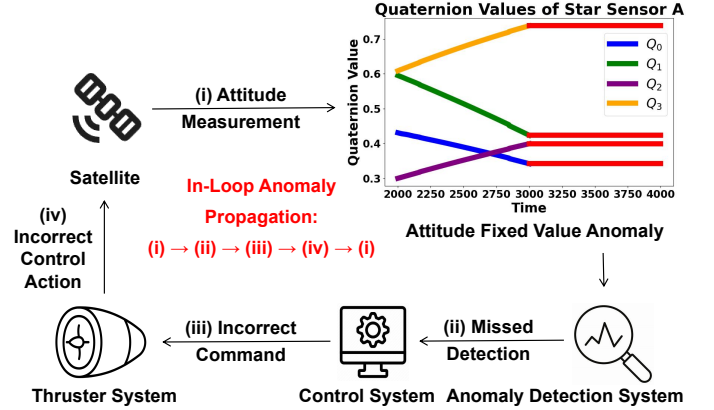 Quaternion Values of Star Sensor A
Quaternion Value
0.7
0.6
0.5
0.4
0.3
Q0
Q1
Q2
Q3
2000 2250 2500 2750 3000 3250 3500 3750 4000
Time
Attitude Fixed Value Anomaly
(i) Attitude
Measurement
Satellite
In-Loop Anomaly
Propagation:
(i) → (ii) → (iii) → (iv) → (i)
(iv)
Incorrect
Control
Action
(iii) Incorrect
Command
(ii) Missed
Detection
Thruster System
Control System
Anomaly Detection System